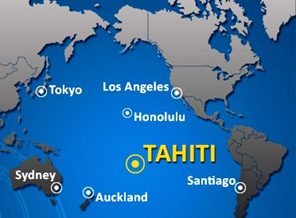 Tokyo
Los Angeles
Honolulu
TAHITI
Sydney
Santiago
Auckland